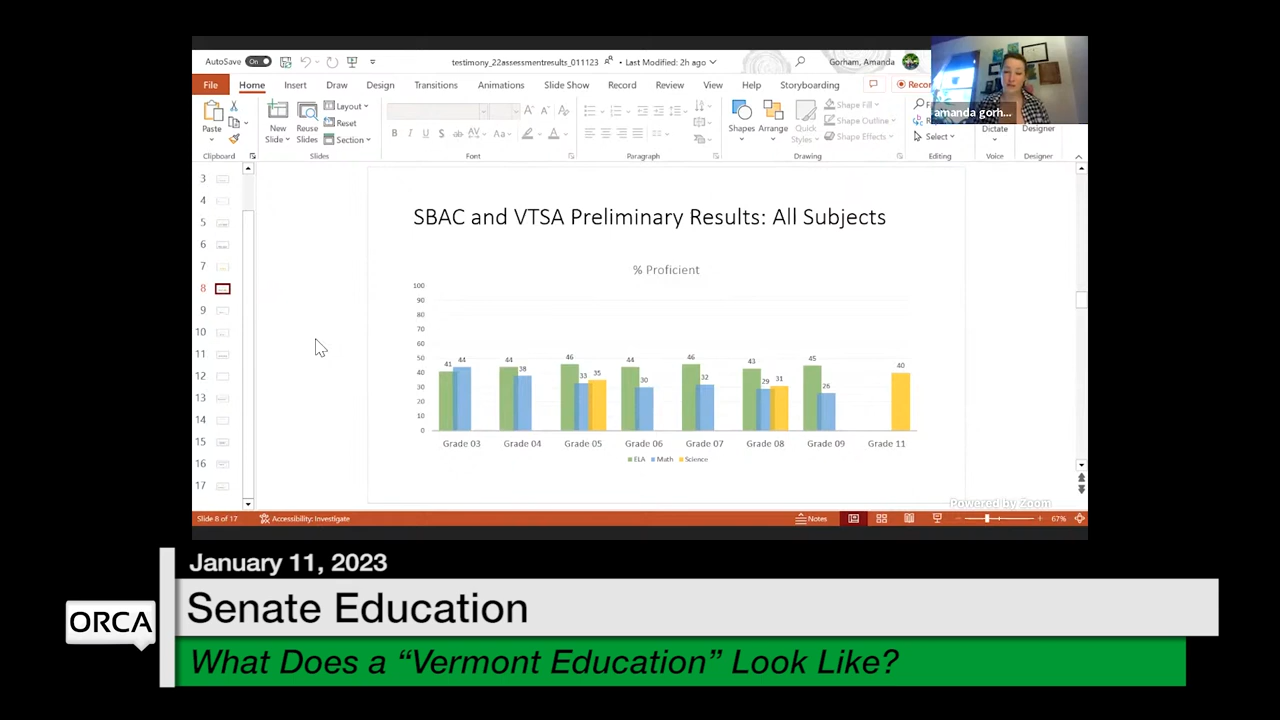 AutoSave On testimony_22assessmentresults_011123 • Last Modified: 2h ago Gorham, Amanda
File Home Insert Draw Design Transitions Animations Slide Show Record Review View Help Storyboarding Recor
amanda gorh...
Paste New Slide Reuse Slides Layout Reset Section
B I U S ab AV Aa A
Shapes Arrange Quick Styles Shape Fill Shape Outline Shape Effects Select Dictate Designer
Clipboard Slides Font Paragraph Drawing Editing Voice Designer
3
4
5
6
7
8
9
10
11
12
13
14
15
16
17
SBAC and VTSA Preliminary Results: All Subjects
% Proficient
100
90
80
70
60
50
40
30
20
10
0
41 44 44 38 46 33 35 44 30 46 32 43 29 31 45 26 40
Grade 03 Grade 04 Grade 05 Grade 06 Grade 07 Grade 08 Grade 09 Grade 11
ELA Math Science
Powered by Zoom
Slide 8 of 17 Accessibility: Investigate Notes 67%
January 11, 2023
Senate Education
ORCA
What Does a “Vermont Education” Look Like?